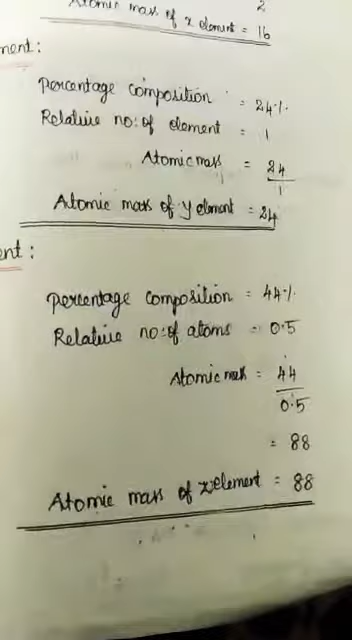 2
Atomic mass of x element = 16
ment:
Percentage composition = 24%
Relative no: of element = 1
Atomic mass = 24
1
Atomic mass of y element = 24
ent:
Percentage composition = 44%
Relative no: of atoms = 0.5
Atomic mass = 44
0.5
= 88
Atomic mass of z element = 88